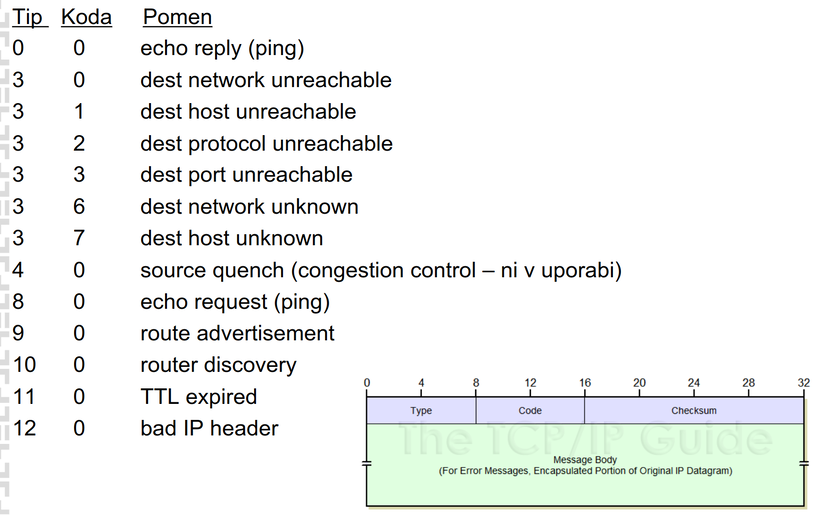 Tip Koda Pomen
0 0 echo reply (ping)
3 0 dest network unreachable
3 1 dest host unreachable
3 2 dest protocol unreachable
3 3 dest port unreachable
3 6 dest network unknown
3 7 dest host unknown
4 0 source quench (congestion control – ni v uporabi)
8 0 echo request (ping)
9 0 route advertisement
10 0 router discovery
11 0 TTL expired
12 0 bad IP header
0 4 8 12 16 20 24 28 32
Type Code Checksum
The TCP/IP Guide
Message Body
(For Error Messages, Encapsulated Portion of Original IP Datagram)